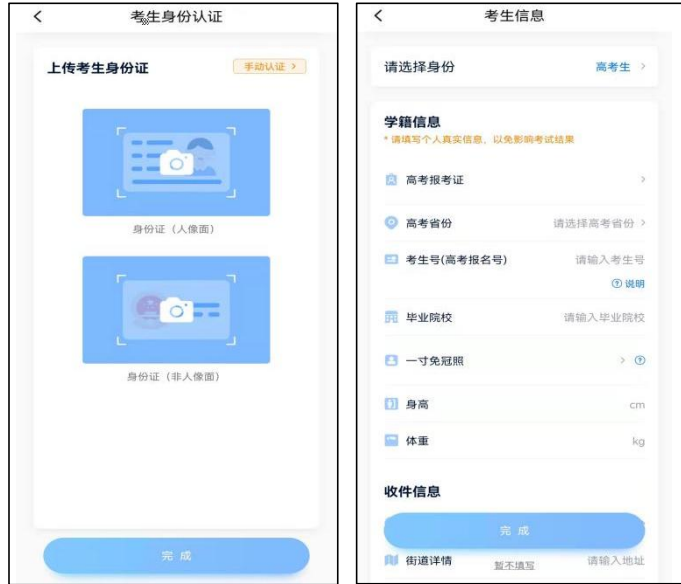 考生身份认证
上传考生身份证
手动认证 >
身份证（人像面）
身份证（非人像面）
完成
考生信息
请选择身份 高考生 >
学籍信息
* 请填写个人真实信息，以免影响考试结果
高考报考证 >
高考省份 请选择高考省份 >
考生号(高考报名号) 请输入考生号
? 说明
毕业院校 请输入毕业院校
一寸免冠照 > ?
身高 cm
体重 kg
收件信息
完成
街道详情 请输入地址
暂不填写